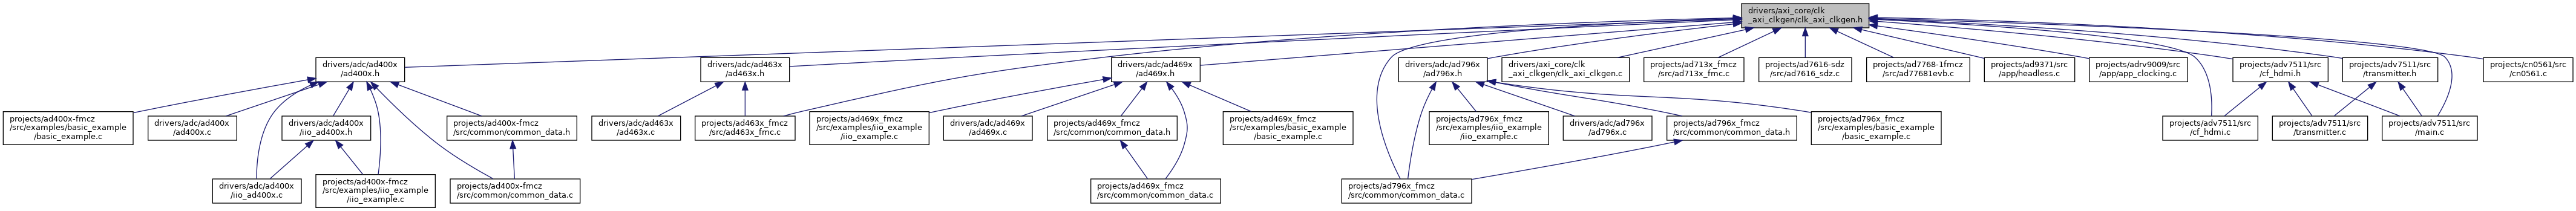 drivers/axi_core/clk
_axi_clkgen/clk_axi_clkgen.h
drivers/adc/ad400x
/ad400x.h
drivers/adc/ad463x
/ad463x.h
drivers/adc/ad469x
/ad469x.h
drivers/adc/ad796x
/ad796x.h
drivers/axi_core/clk
_axi_clkgen/clk_axi_clkgen.c
projects/ad713x_fmcz
/src/ad713x_fmc.c
projects/ad7616-sdz
/src/ad7616_sdz.c
projects/ad7768-1fmcz
/src/ad77681evb.c
projects/ad9371/src
/app/headless.c
projects/adrv9009/src
/app/app_clocking.c
projects/adv7511/src
/cf_hdmi.h
projects/adv7511/src
/transmitter.h
projects/cn0561/src
/cn0561.c
projects/ad400x-fmcz
/src/examples/basic_example
/basic_example.c
drivers/adc/ad400x
/ad400x.c
drivers/adc/ad400x
/iio_ad400x.h
projects/ad400x-fmcz
/src/common/common_data.h
drivers/adc/ad463x
/ad463x.c
projects/ad463x_fmcz
/src/ad463x_fmc.c
projects/ad469x_fmcz
/src/examples/iio_example
/iio_example.c
drivers/adc/ad469x
/ad469x.c
projects/ad469x_fmcz
/src/common/common_data.h
projects/ad469x_fmcz
/src/examples/basic_example
/basic_example.c
projects/ad796x_fmcz
/src/examples/iio_example
/iio_example.c
drivers/adc/ad796x
/ad796x.c
projects/ad796x_fmcz
/src/common/common_data.h
projects/ad796x_fmcz
/src/examples/basic_example
/basic_example.c
projects/adv7511/src
/cf_hdmi.c
projects/adv7511/src
/transmitter.c
projects/adv7511/src
/main.c
drivers/adc/ad400x
/iio_ad400x.c
projects/ad400x-fmcz
/src/examples/iio_example
/iio_example.c
projects/ad400x-fmcz
/src/common/common_data.c
projects/ad469x_fmcz
/src/common/common_data.c
projects/ad796x_fmcz
/src/common/common_data.c